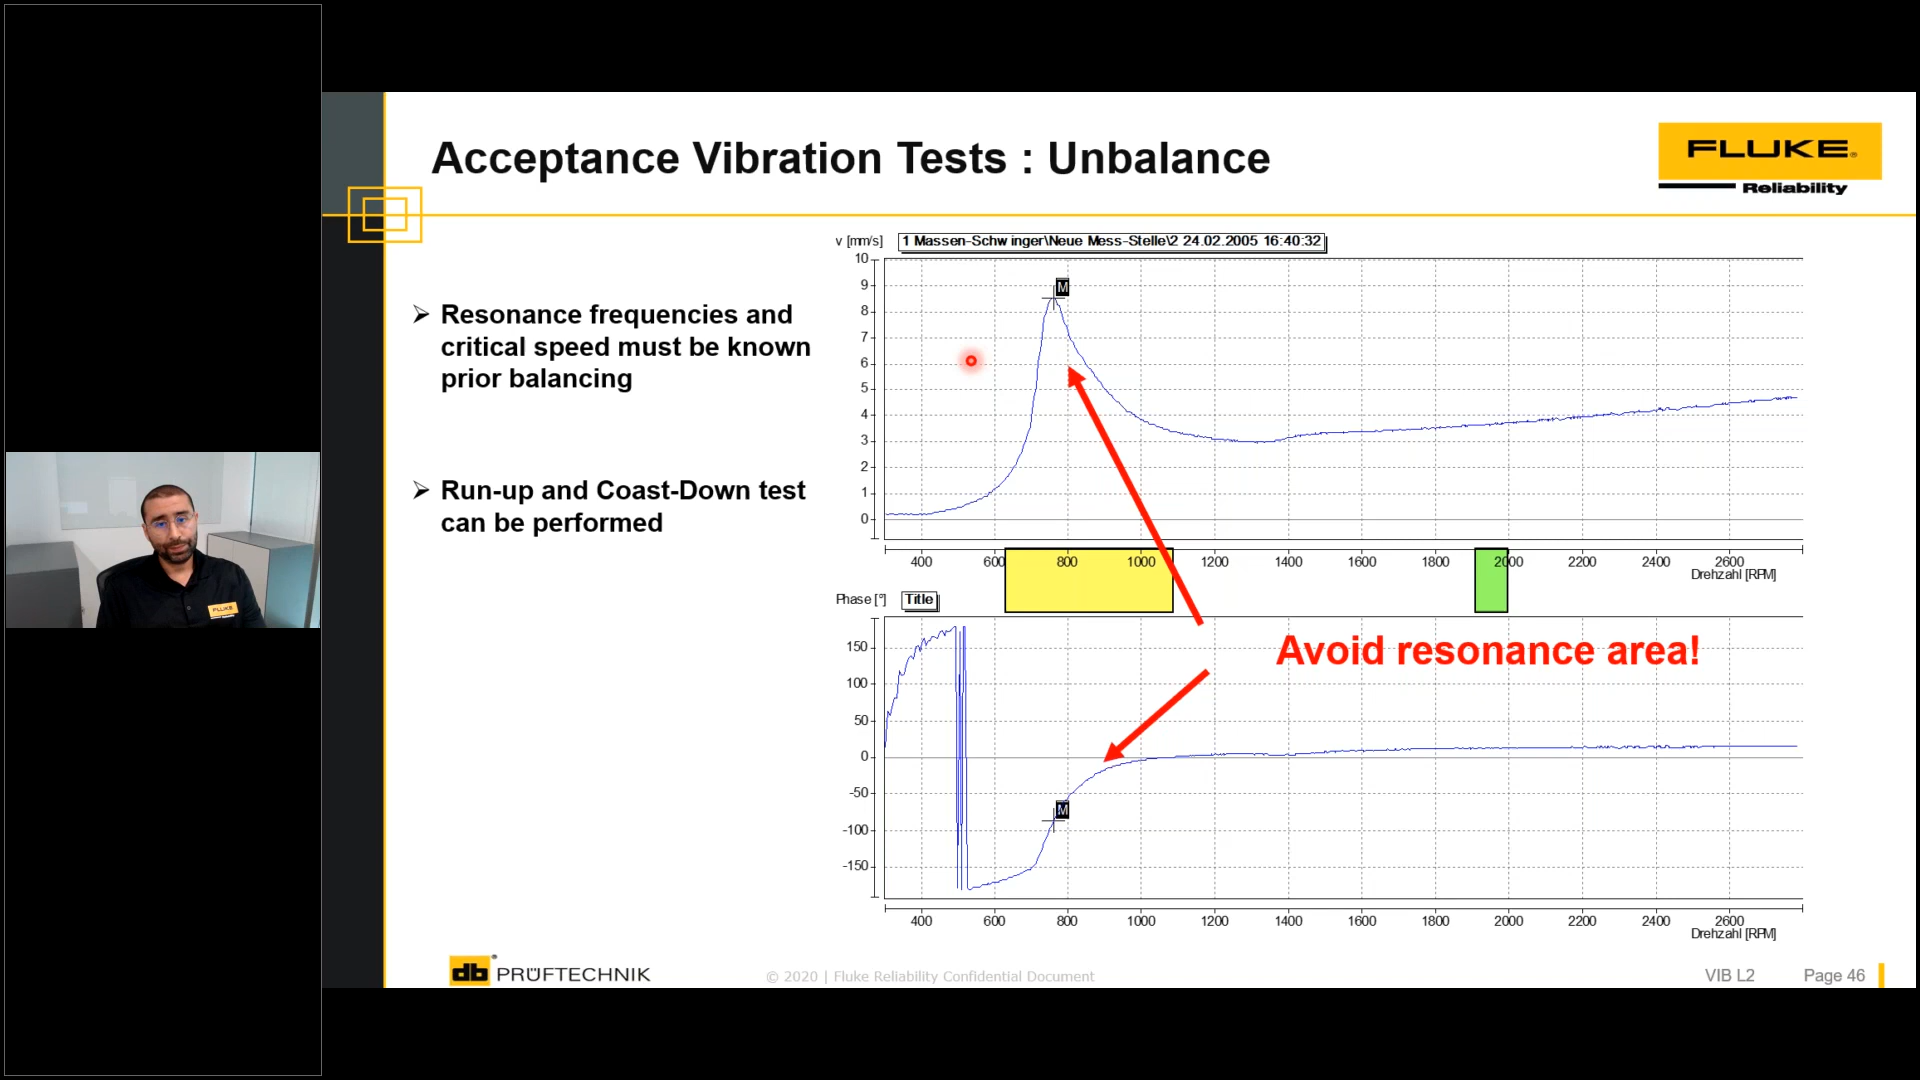 Acceptance Vibration Tests : Unbalance
FLUKE®
Reliability
➢ Resonance frequencies and
critical speed must be known
prior balancing
➢ Run-up and Coast-Down test
can be performed
v [mm/s]
1 Massen-Schwinger\Neue Mess-Stelle\2 24.02.2005 16:40:32
10
9
8
7
6
5
4
3
2
1
0
M
400 600 800 1000 1200 1400 1600 1800 2000 2200 2400 2600
Drehzahl [RPM]
Phase [°]
Title
150
100
50
0
-50
-100
-150
M
Avoid resonance area!
400 600 800 1000 1200 1400 1600 1800 2000 2200 2400 2600
Drehzahl [RPM]
FLUKE
db PRÜFTECHNIK
© 2020 | Fluke Reliability Confidential Document
VIB L2
Page 46